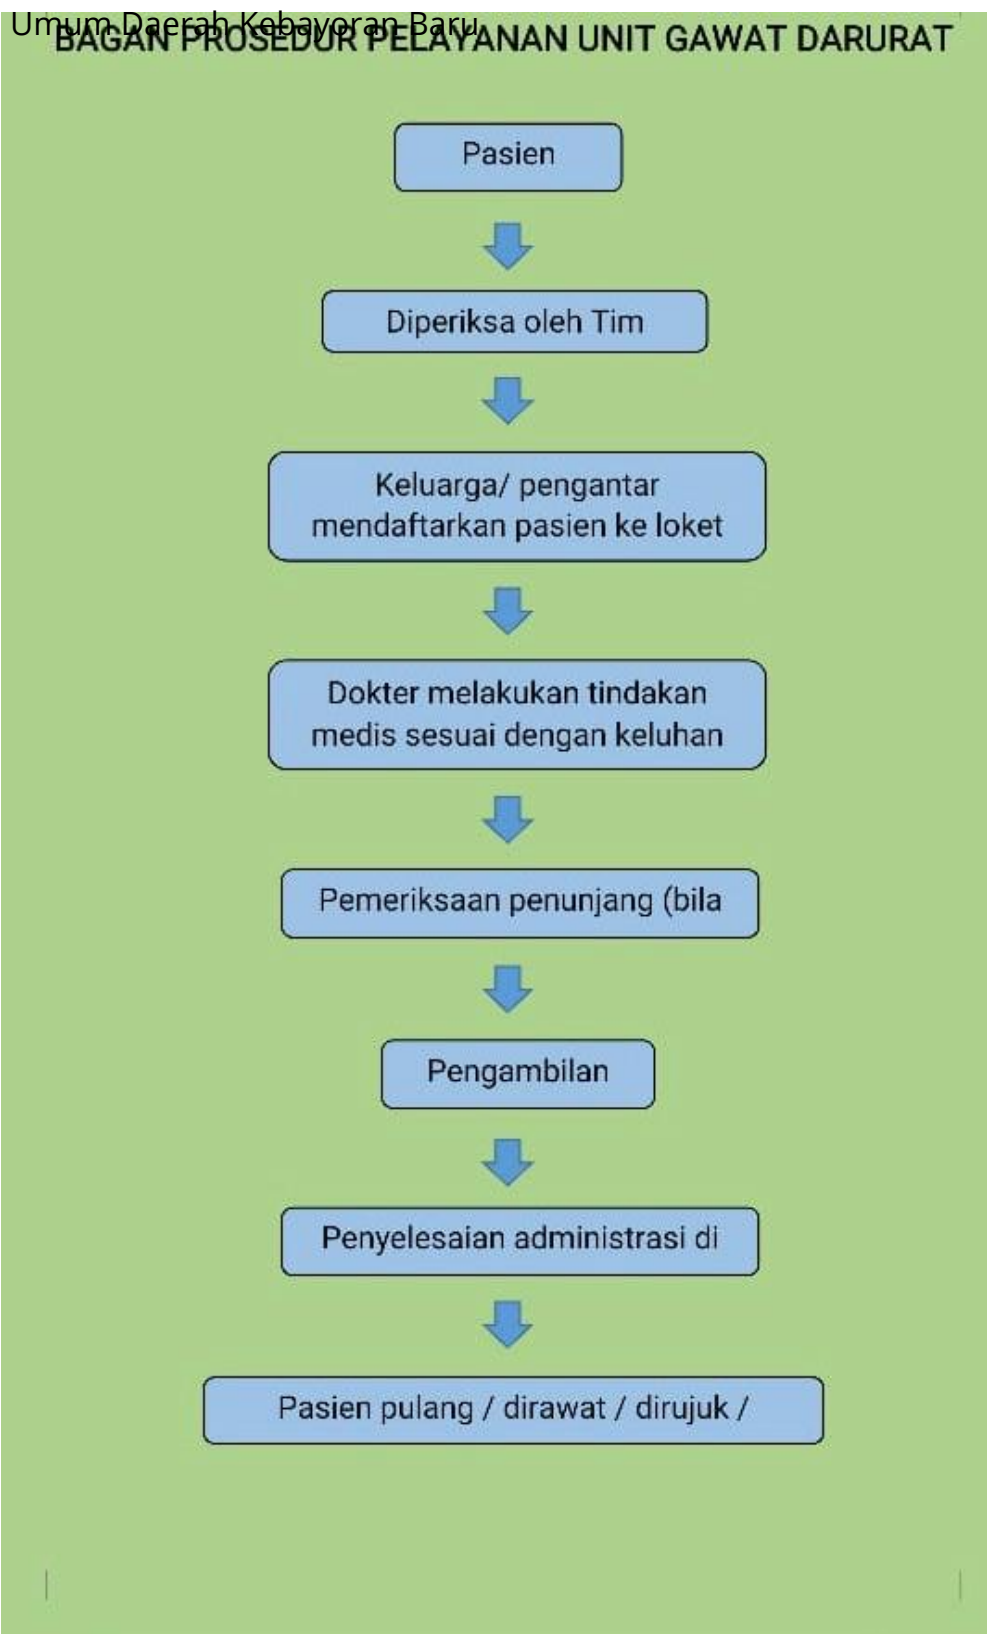 Umum Daerah Kebayoran Baru
BAGAN PROSEDUR PELAYANAN UNIT GAWAT DARURAT
Pasien
Diperiksa oleh Tim
Keluarga/ pengantar
mendaftarkan pasien ke loket
Dokter melakukan tindakan
medis sesuai dengan keluhan
Pemeriksaan penunjang (bila
Pengambilan
Penyelesaian administrasi di
Pasien pulang / dirawat / dirujuk /